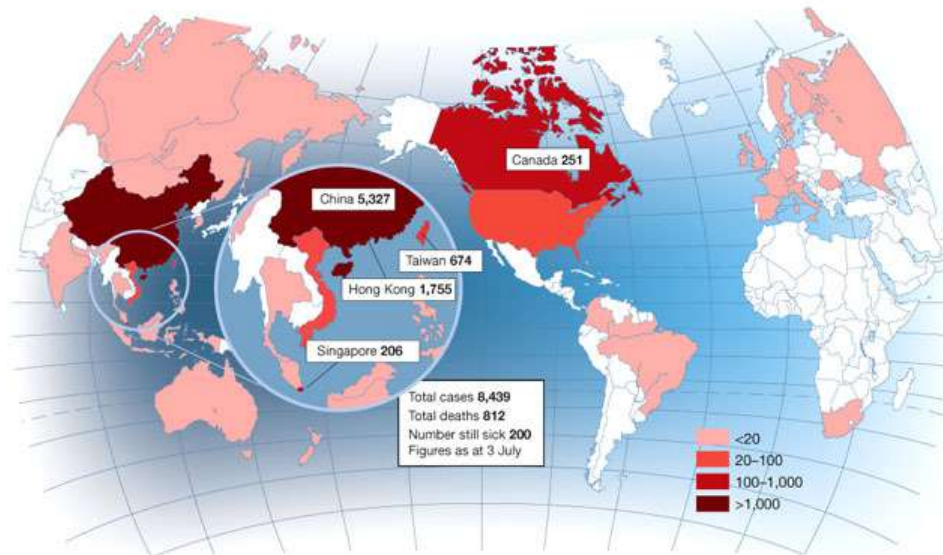 Canada 251
China 5,327
Taiwan 674
Hong Kong 1,755
Singapore 206
Total cases 8,439
Total deaths 812
Number still sick 200
Figures as at 3 July
<20
20–100
100–1,000
>1,000